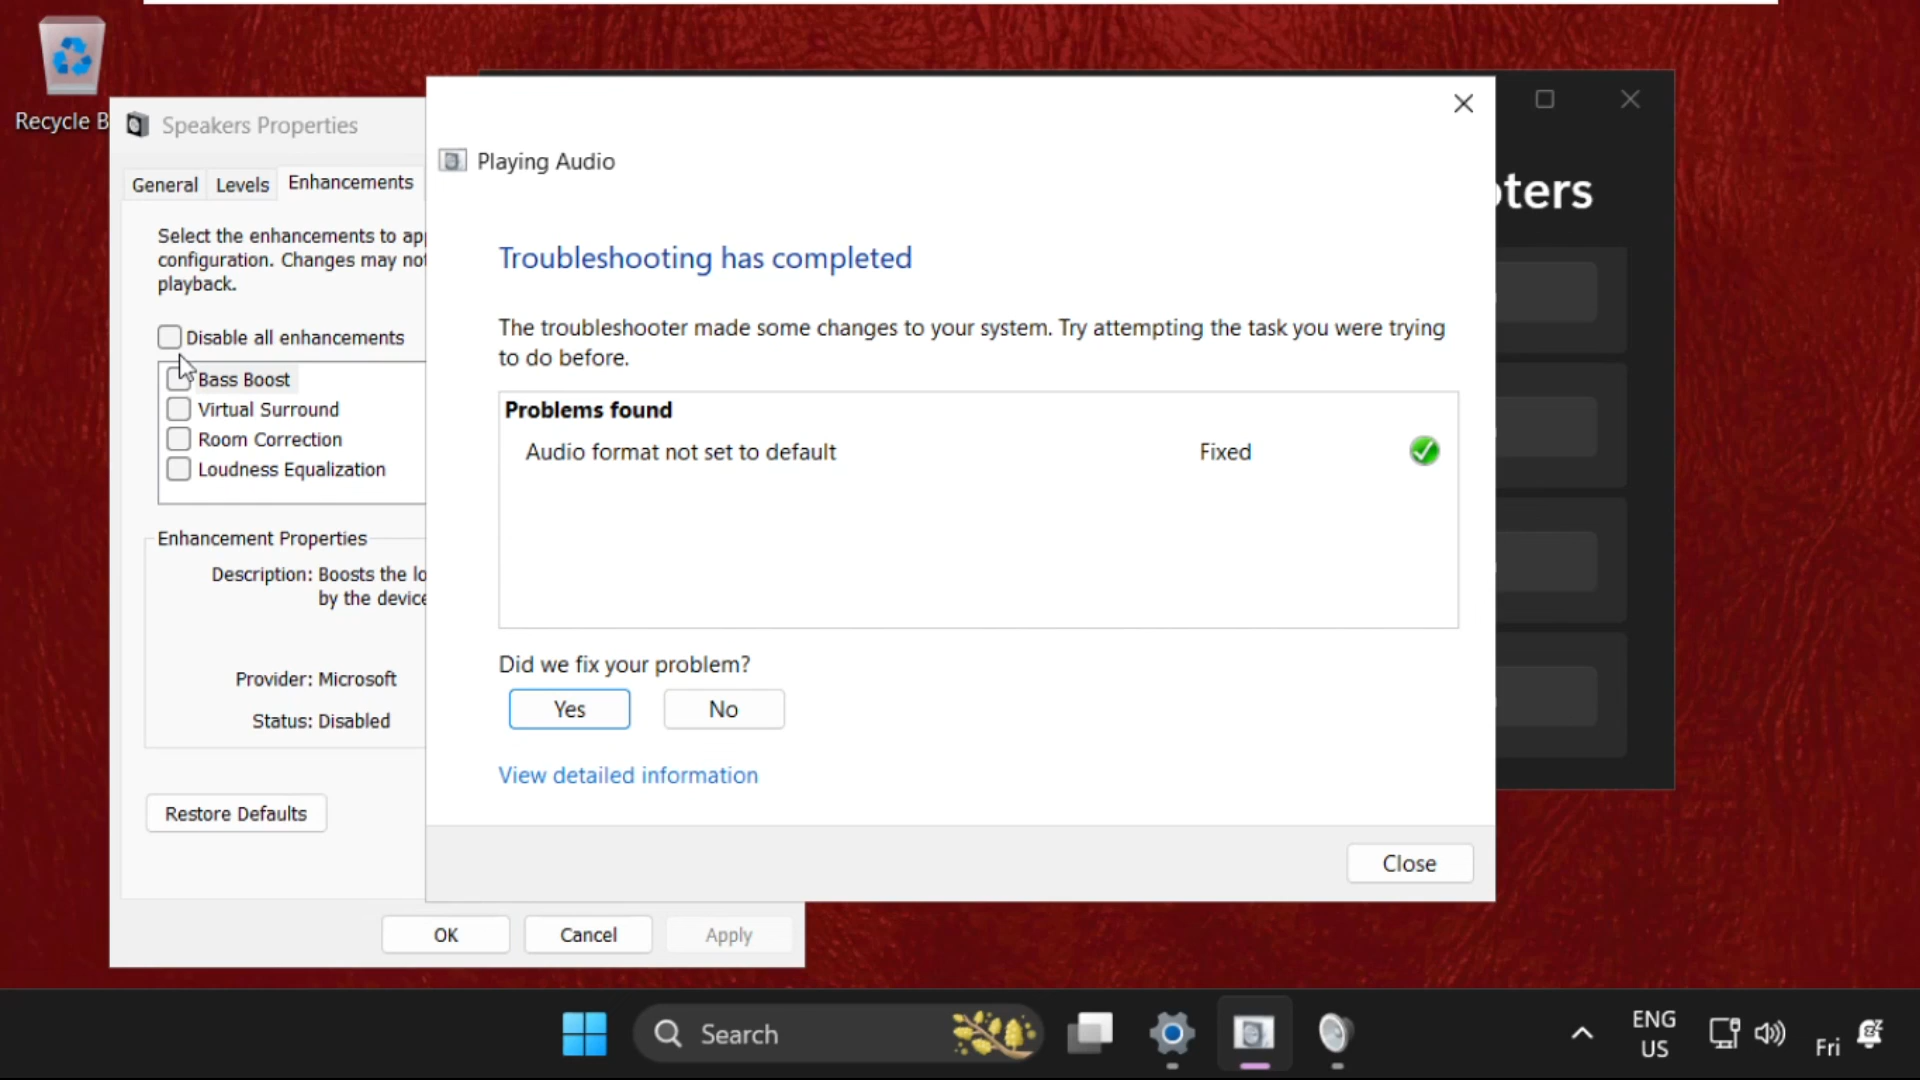 Recycle B
Speakers Properties
General
Levels
Enhancements
Select the enhancements to app
configuration. Changes may not
playback.
Disable all enhancements
Bass Boost
Virtual Surround
Room Correction
Loudness Equalization
Enhancement Properties
Description: Boosts the lo
by the device
Provider: Microsoft
Status: Disabled
Restore Defaults
OK
Cancel
Apply
Playing Audio
Troubleshooting has completed
The troubleshooter made some changes to your system. Try attempting the task you were trying
to do before.
Problems found
Audio format not set to default
Fixed
Did we fix your problem?
Yes
No
View detailed information
Close
ters
Search
ENG
US
Fri